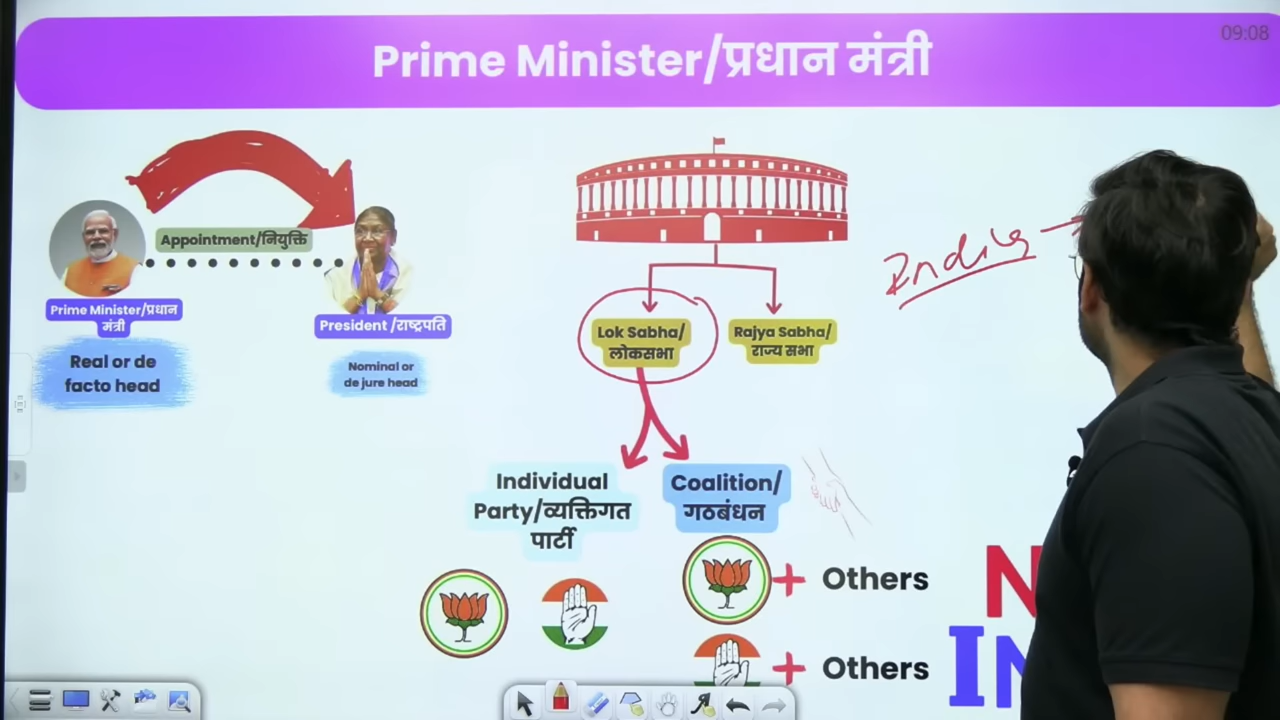 09:08
Prime Minister/प्रधान मंत्री
Appointment/नियुक्ति
Prime Minister/प्रधान
मंत्री
President /राष्ट्रपति
Real or de
facto head
Nominal or
de jure head
Lok Sabha/
लोकसभा
Rajya Sabha/
राज्य सभा
India
Individual
Party/व्यक्तिगत
पार्टी
Coalition/
गठबंधन
+ Others
+ Others